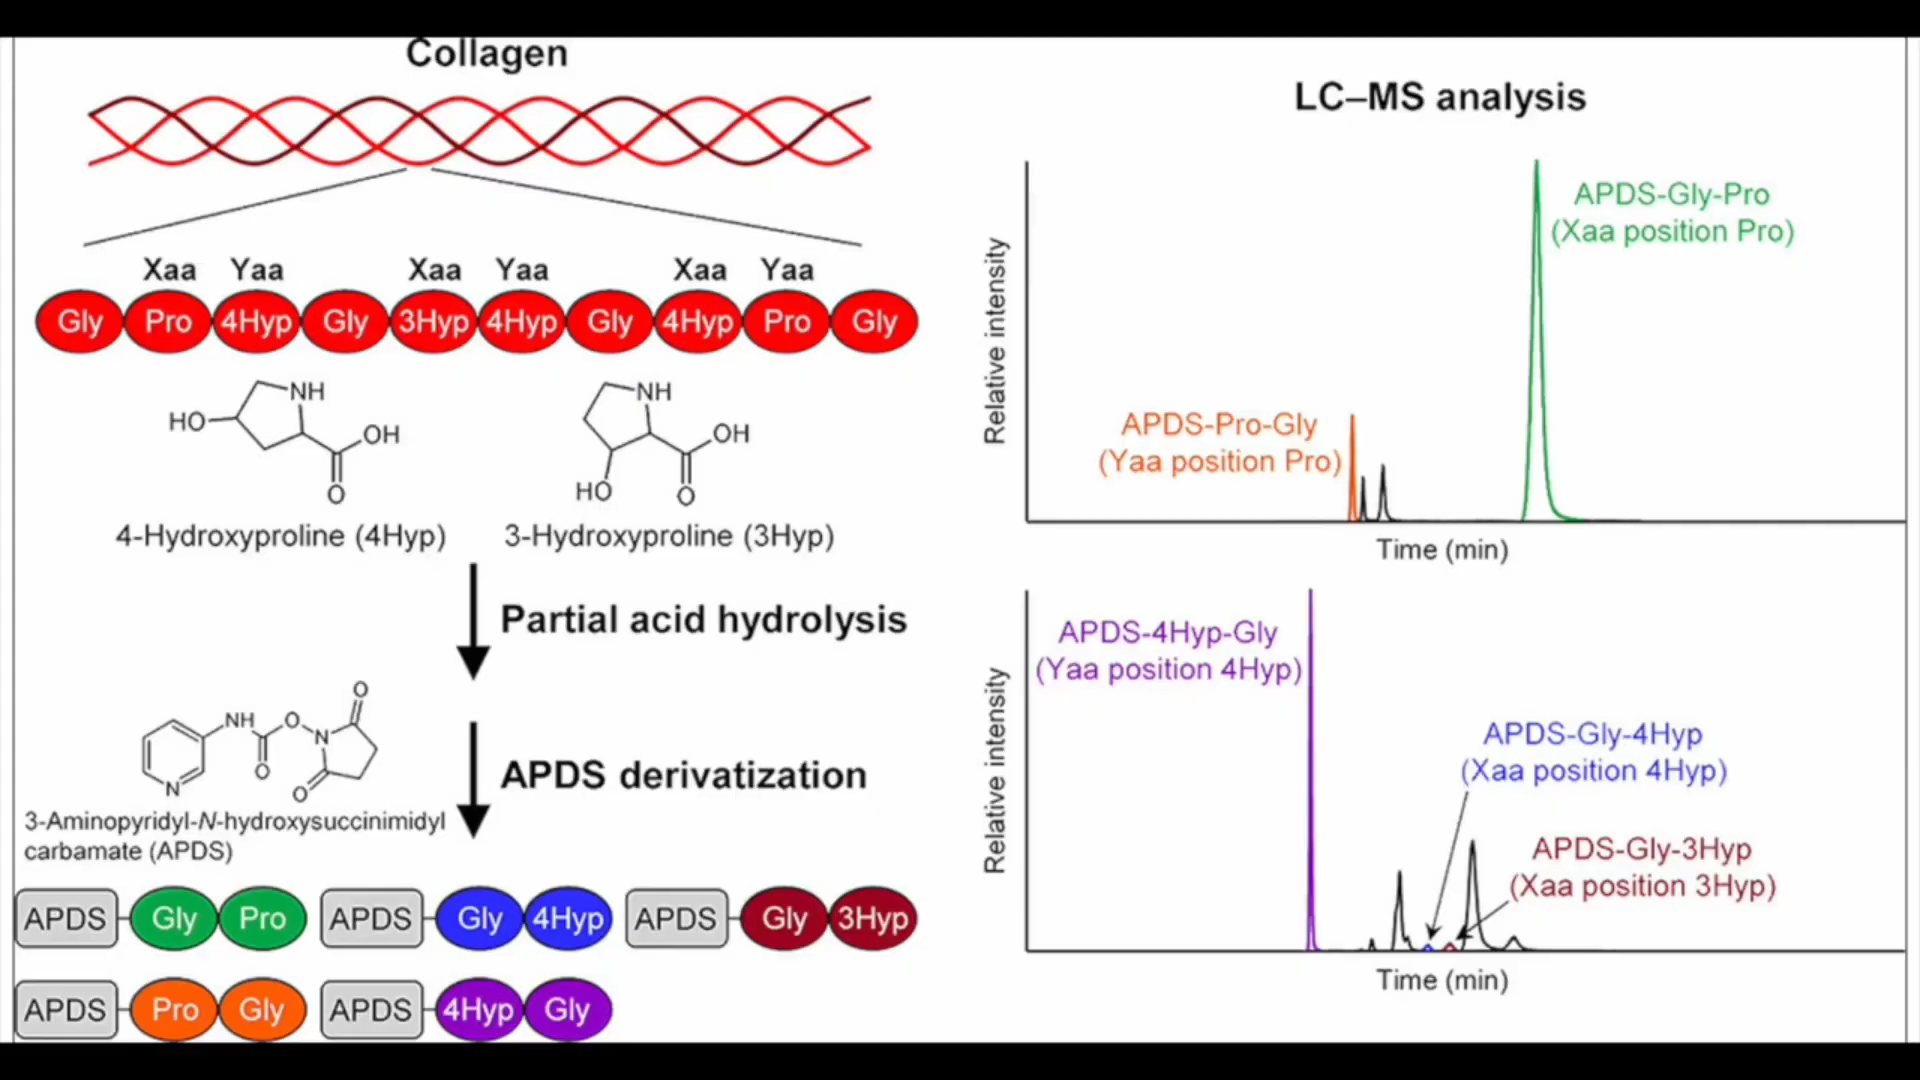 Collagen
Xaa Yaa Xaa Yaa Xaa Yaa
Gly Pro 4Hyp Gly 3Hyp 4Hyp Gly 4Hyp Pro Gly
NH
HO
OH
O
4-Hydroxyproline (4Hyp)
NH
OH
HO
O
3-Hydroxyproline (3Hyp)
Partial acid hydrolysis
O
NH
O
N
O
N
O
3-Aminopyridyl-N-hydroxysuccinimidyl
carbamate (APDS)
APDS derivatization
APDS Gly Pro
APDS Gly 4Hyp
APDS Gly 3Hyp
APDS Pro Gly
APDS 4Hyp Gly
LC–MS analysis
Relative intensity
APDS-Gly-Pro
(Xaa position Pro)
APDS-Pro-Gly
(Yaa position Pro)
Time (min)
Relative intensity
APDS-4Hyp-Gly
(Yaa position 4Hyp)
APDS-Gly-4Hyp
(Xaa position 4Hyp)
APDS-Gly-3Hyp
(Xaa position 3Hyp)
Time (min)